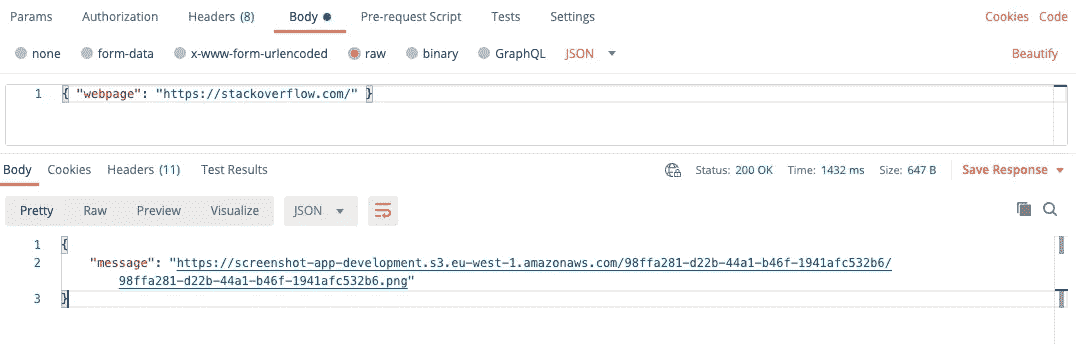 Params Authorization Headers (8) Body Pre-request Script Tests Settings Cookies Code
none form-data x-www-form-urlencoded raw binary GraphQL JSON Beautify
1 { "webpage": "https://stackoverflow.com/" }
Body Cookies Headers (11) Test Results Status: 200 OK Time: 1432 ms Size: 647 B Save Response
Pretty Raw Preview Visualize JSON
1 {
2 "message": "https://screenshot-app-development.s3.eu-west-1.amazonaws.com/98ffa281-d22b-44a1-b46f-1941afc532b6/
98ffa281-d22b-44a1-b46f-1941afc532b6.png"
3 }